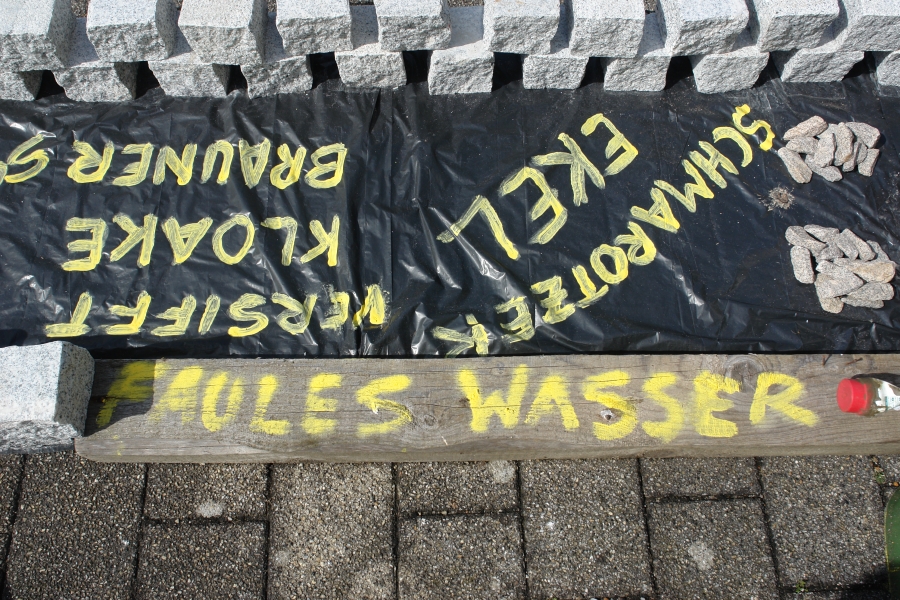 FAULES WASSER
VERSIFFT
KLOAKE
BRAUNER S
SCHMAROTZER
EKEL